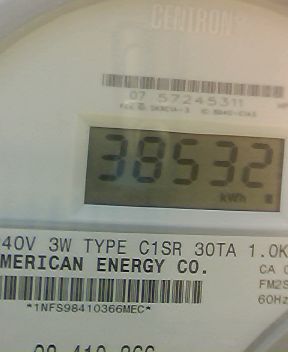 CENTRON
07 57245311
38532
kWh
40V 3W TYPE C1SR 30TA 1.0K
MERICAN ENERGY CO.
CA
FM2S
60Hz
*1NFS98410366MEC*